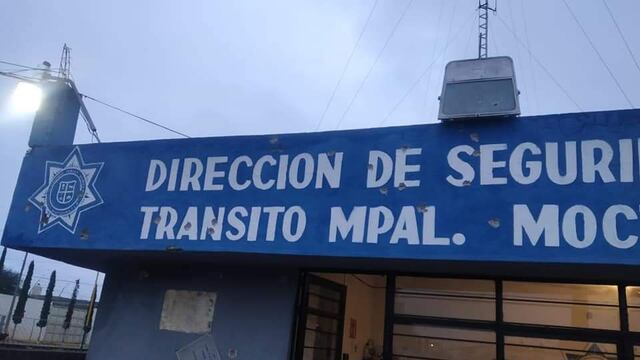 DIRECCION DE SEGURI
TRANSITO MPAL. MOC